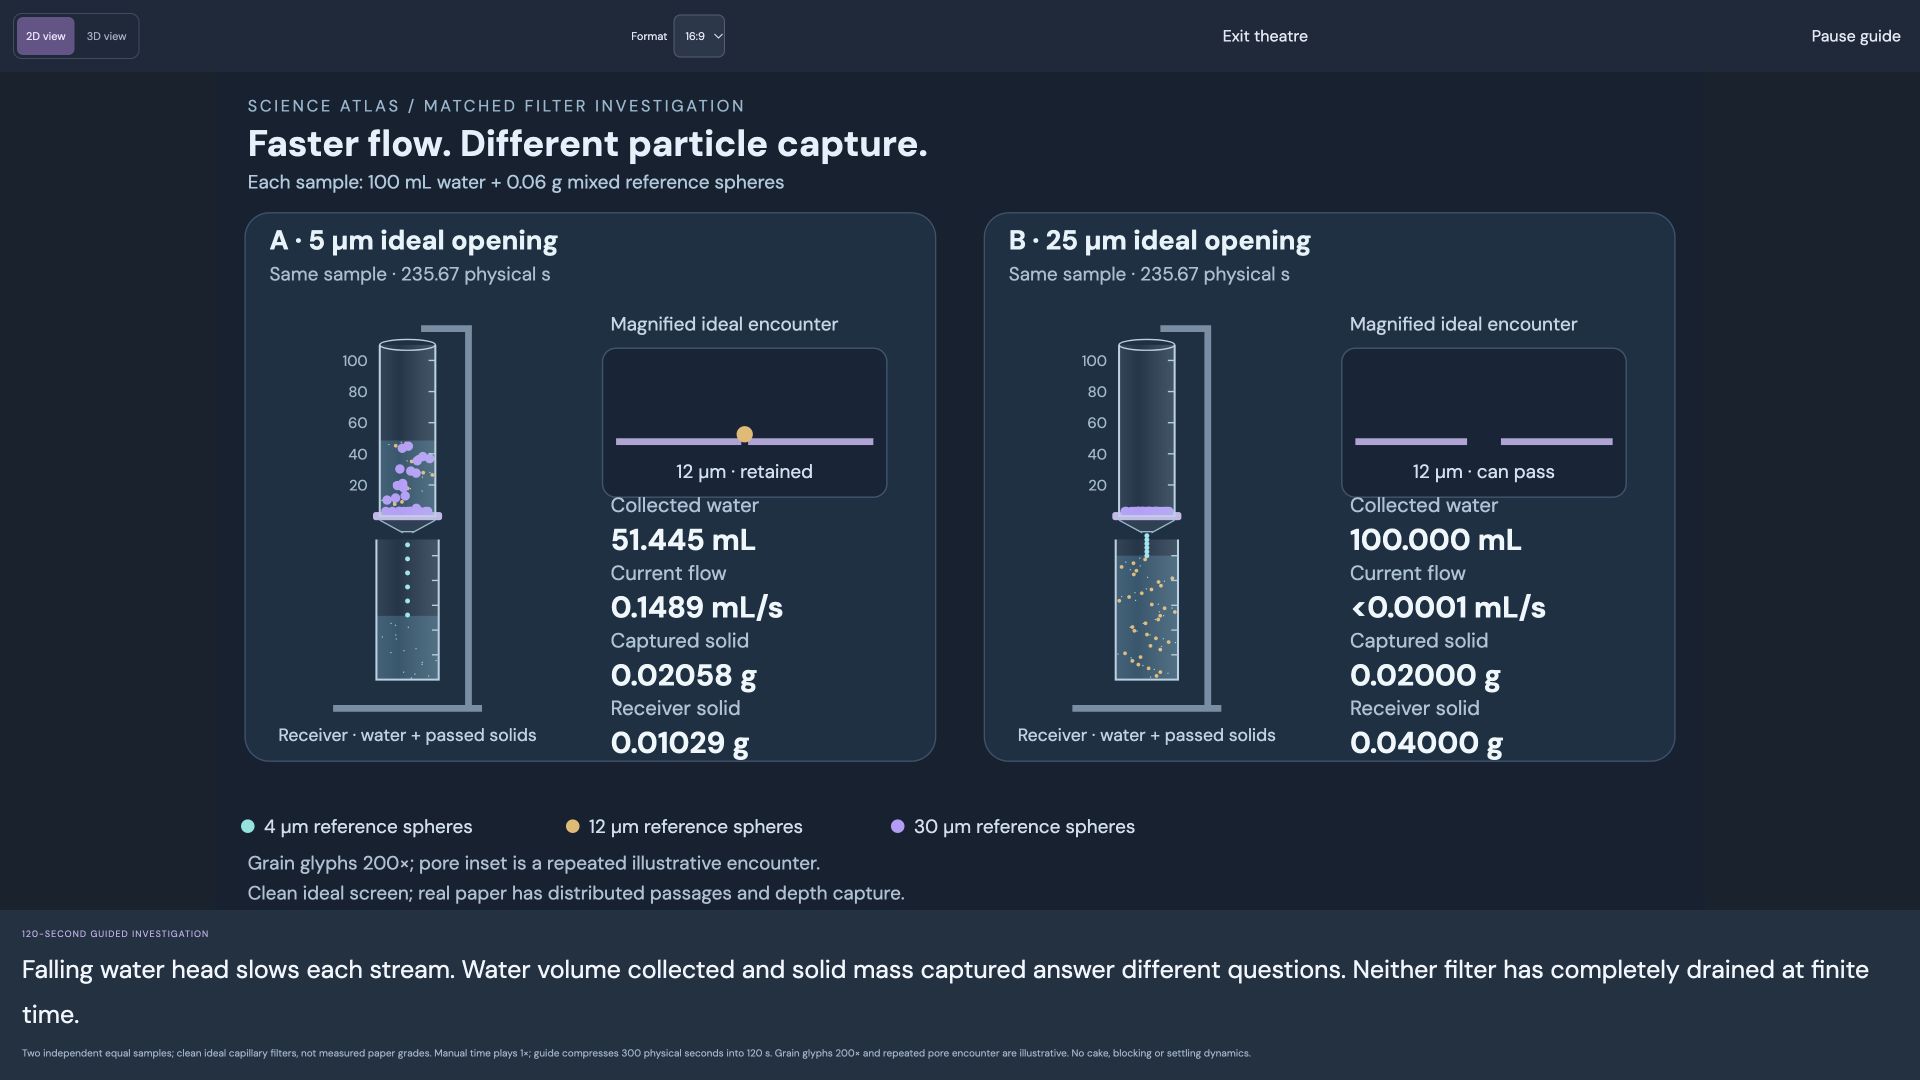 2D view
3D view
Format
16:9
Exit theatre
Pause guide
SCIENCE ATLAS / MATCHED FILTER INVESTIGATION
Faster flow. Different particle capture.
Each sample: 100 mL water + 0.06 g mixed reference spheres
A · 5 µm ideal opening
Same sample · 235.67 physical s
100
80
60
40
20
Receiver · water + passed solids
Magnified ideal encounter
12 µm · retained
Collected water
51.445 mL
Current flow
0.1489 mL/s
Captured solid
0.02058 g
Receiver solid
0.01029 g
B · 25 µm ideal opening
Same sample · 235.67 physical s
100
80
60
40
20
Receiver · water + passed solids
Magnified ideal encounter
12 µm · can pass
Collected water
100.000 mL
Current flow
<0.0001 mL/s
Captured solid
0.02000 g
Receiver solid
0.04000 g
4 µm reference spheres
12 µm reference spheres
30 µm reference spheres
Grain glyphs 200×; pore inset is a repeated illustrative encounter.
Clean ideal screen; real paper has distributed passages and depth capture.
120-SECOND GUIDED INVESTIGATION
Falling water head slows each stream. Water volume collected and solid mass captured answer different questions. Neither filter has completely drained at finite
time.
Two independent equal samples; clean ideal capillary filters, not measured paper grades. Manual time plays 1×; guide compresses 300 physical seconds into 120 s. Grain glyphs 200× and repeated pore encounter are illustrative. No cake, blocking or settling dynamics.